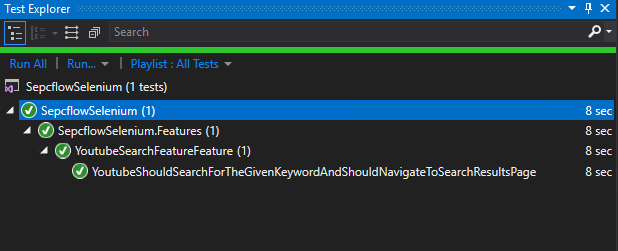 Test Explorer
Search
Run All | Run... | Playlist : All Tests
SepcflowSelenium (1 tests)
SepcflowSelenium (1) 8 sec
SepcflowSelenium.Features (1) 8 sec
YoutubeSearchFeatureFeature (1) 8 sec
YoutubeShouldSearchForTheGivenKeywordAndShouldNavigateToSearchResultsPage 8 sec